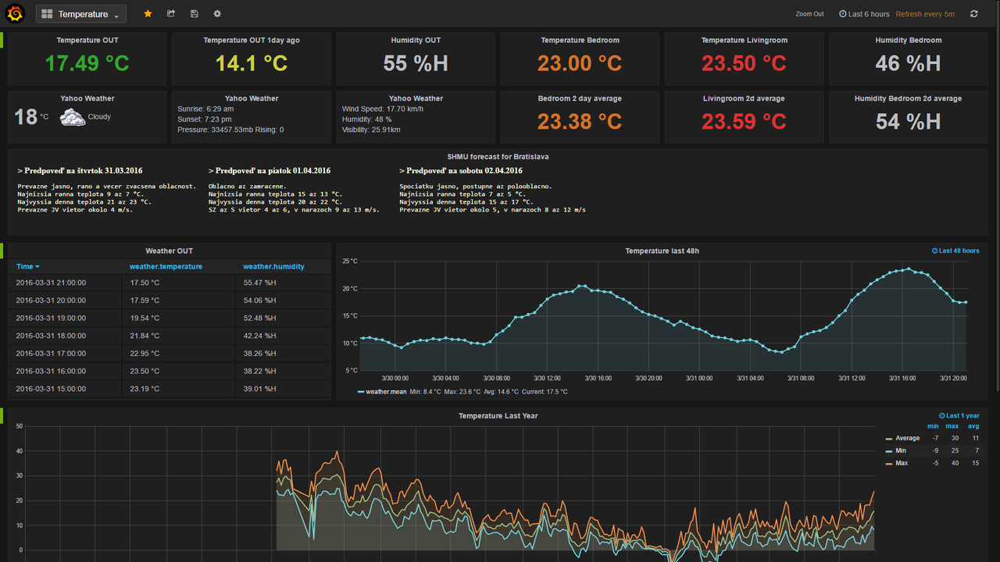 Temperature
Zoom Out Last 6 hours Refresh every 5m
Temperature OUT
17.49 °C
Temperature OUT 1day ago
14.1 °C
Humidity OUT
55 %H
Temperature Bedroom
23.00 °C
Temperature Livingroom
23.50 °C
Humidity Bedroom
46 %H
Yahoo Weather
18 °C Cloudy
Yahoo Weather
Sunrise: 6:29 am
Sunset: 7:23 pm
Pressure: 33457.53mb Rising: 0
Yahoo Weather
Wind Speed: 17.70 km/h
Humidity: 48 %
Visibility: 25.91km
Bedroom 2 day average
23.38 °C
Livingroom 2d average
23.59 °C
Humidity Bedroom 2d average
54 %H
SHMU forecast for Bratislava
> Predpoveď na štvrtok 31.03.2016
Prevazne jasno, rano a vecer zvacsena oblacnost.
Najnizsia ranna teplota 9 az 7 °C.
Najvyssia denna teplota 21 az 23 °C.
Prevazne JV vietor okolo 4 m/s.
> Predpoveď na piatok 01.04.2016
Oblacno az zamracene.
Najnizsia ranna teplota 15 az 13 °C.
Najvyssia denna teplota 20 az 22 °C.
SZ az S vietor 4 az 6, v narazoch 9 az 13 m/s.
> Predpoveď na sobotu 02.04.2016
Spociatku jasno, postupne az polooblacno.
Najnizsia ranna teplota 7 az 5 °C.
Najvyssia denna teplota 15 az 17 °C.
Prevazne JV vietor okolo 5, v narazoch 8 az 12 m/s
Weather OUT
Time weather.temperature weather.humidity
2016-03-31 21:00:00 17.50 °C 55.47 %H
2016-03-31 20:00:00 17.59 °C 54.06 %H
2016-03-31 19:00:00 19.54 °C 52.48 %H
2016-03-31 18:00:00 21.84 °C 42.24 %H
2016-03-31 17:00:00 22.95 °C 38.26 %H
2016-03-31 16:00:00 23.50 °C 38.22 %H
2016-03-31 15:00:00 23.19 °C 39.01 %H
Temperature last 48h
Last 48 hours
25 °C
20 °C
15 °C
10 °C
5 °C
3/30 00:00 3/30 04:00 3/30 08:00 3/30 12:00 3/30 16:00 3/30 20:00 3/31 00:00 3/31 04:00 3/31 08:00 3/31 12:00 3/31 16:00 3/31 20:00
weather.mean Min: 8.4 °C Max: 23.6 °C Avg: 14.6 °C Current: 17.5 °C
Temperature Last Year
Last 1 year
50
40
30
20
10
0
min max avg
Average -7 30 11
Min -9 25 7
Max -5 40 15